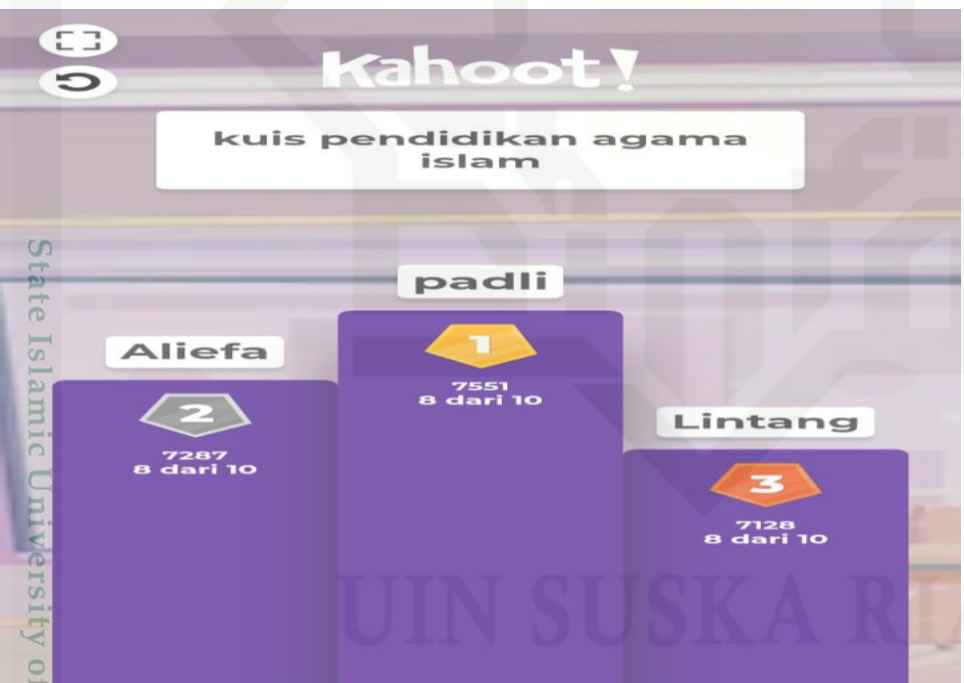 Kahoot!
kuis pendidikan agama
islam
padli
1
7551
8 dari 10
Aliefa
2
7287
8 dari 10
Lintang
3
7128
8 dari 10
State Islamic University of
UIN SUSKA